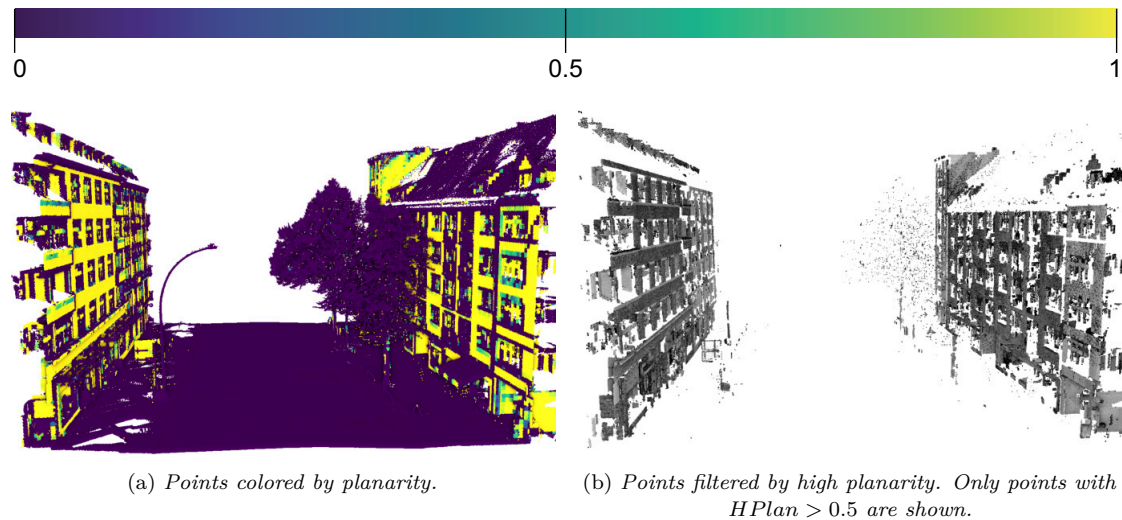 0 0.5 1
(a) Points colored by planarity.
(b) Points filtered by high planarity. Only points with
HPlan > 0.5 are shown.